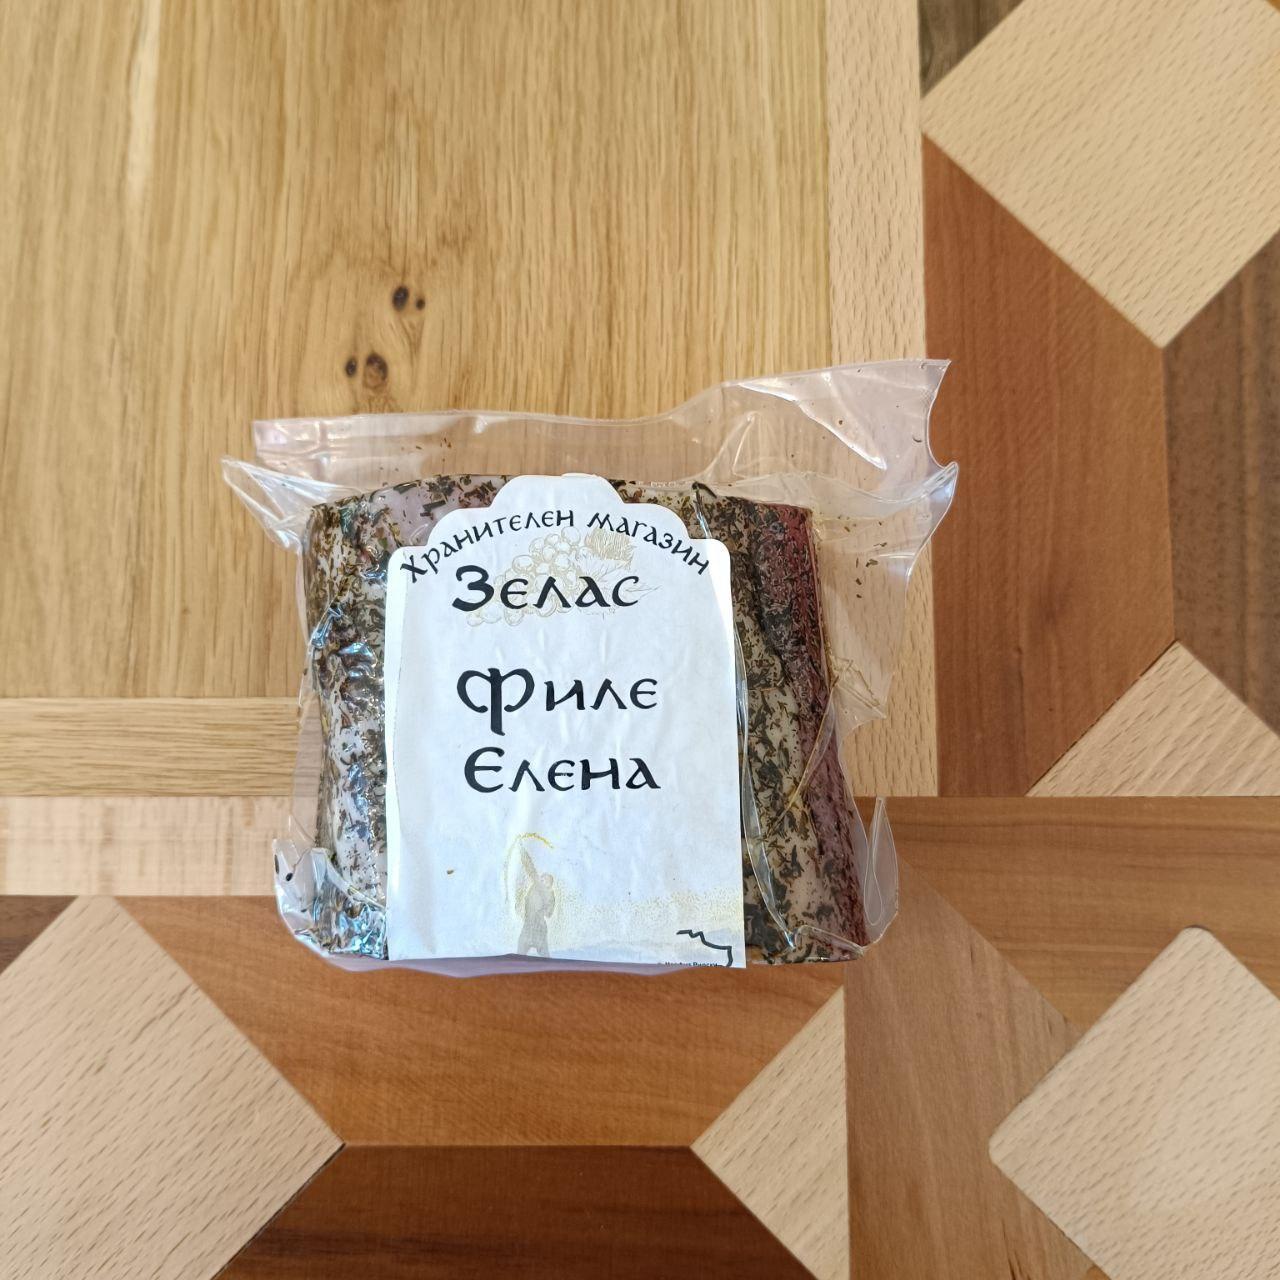 Хранителен магазин
Зелас
Филе
Елена